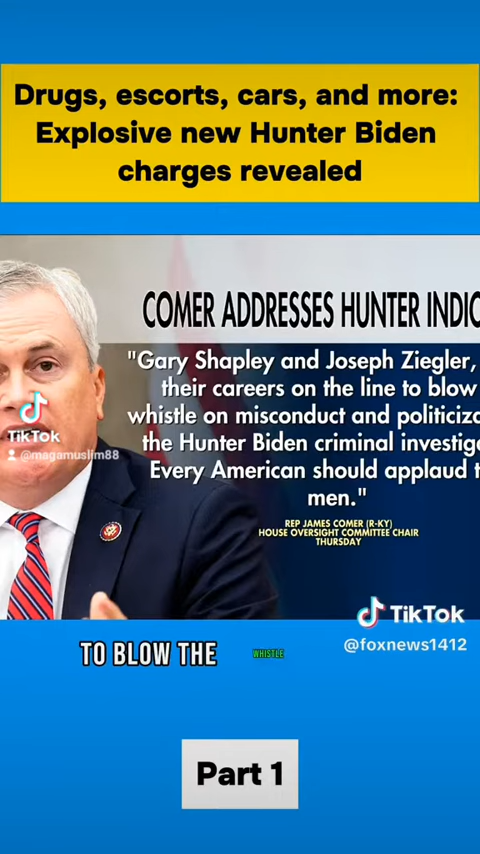 Drugs, escorts, cars, and more:
Explosive new Hunter Biden
charges revealed
COMER ADDRESSES HUNTER INDIC
"Gary Shapley and Joseph Ziegler,
their careers on the line to blow
whistle on misconduct and politiciza
the Hunter Biden criminal investiga
Every American should applaud t
men."
REP JAMES COMER (R-KY)
HOUSE OVERSIGHT COMMITTEE CHAIR
THURSDAY
TikTok
@magamuslim88
TikTok
@foxnews1412
TO BLOW THE WHISTLE
Part 1